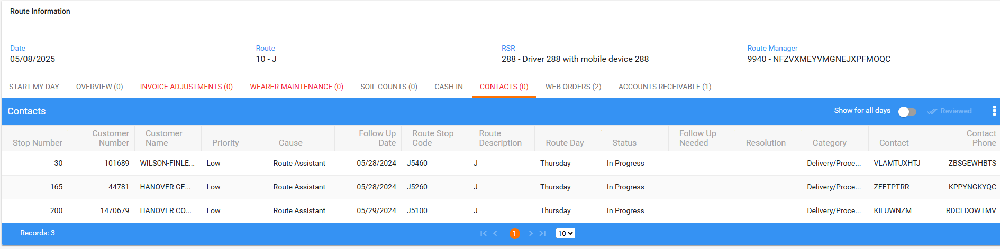 Route Information
Date Route RSR Route Manager
05/08/2025 10 - J 288 - Driver 288 with mobile device 288 9940 - NFZVXMEYVMGNEJXPFMOQC
START MY DAY OVERVIEW (0) INVOICE ADJUSTMENTS (0) WEARER MAINTENANCE (0) SOIL COUNTS (0) CASH IN CONTACTS (0) WEB ORDERS (2) ACCOUNTS RECEIVABLE (1)
Contacts Show for all days Reviewed
Stop Number Customer Number Customer Name Priority Cause Follow Up Date Route Stop Code Route Description Route Day Status Follow Up Needed Resolution Category Contact Contact Phone
30 101689 WILSON-FINLE... Low Route Assistant 05/28/2024 J5460 J Thursday In Progress Delivery/Proce... VLAMTUXHTJ ZBSGEWHBTS
165 44781 HANOVER GE... Low Route Assistant 05/28/2024 J5260 J Thursday In Progress Delivery/Proce... ZFETPTRR KPPYNGKYQC
200 1470679 HANOVER CO... Low Route Assistant 05/29/2024 J5100 J Thursday In Progress Delivery/Proce... KILUWNZM RDCLDOWTMV
Records: 3 1 10